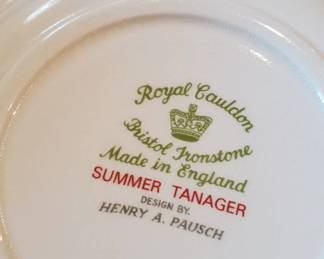 Royal Cauldon
Bristol Ironstone
Made in England
SUMMER TANAGER
DESIGN BY.
HENRY A. PAUSCH